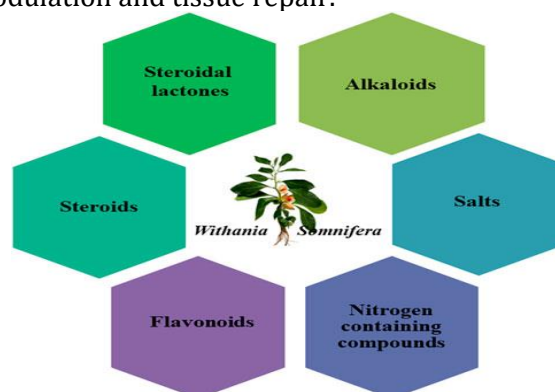 odulation and tissue repair.
Steroidal
lactones
Alkaloids
Steroids
Withania Somnifera
Salts
Flavonoids
Nitrogen
containing
compounds